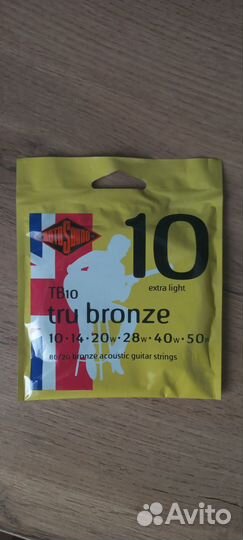 ROTOSOUND
10
extra light
TB10
tru bronze
10•14•20w•28w•40w•50w
80/20 bronze acoustic guitar strings
Avito